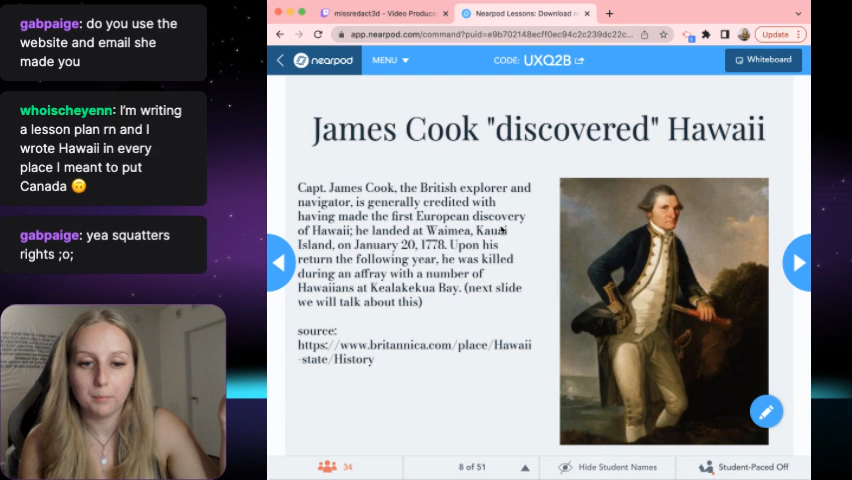 gabpaige: do you use the
website and email she
made you
whoischeyenn: I'm writing
a lesson plan rn and I
wrote Hawaii in every
place I meant to put
Canada 🙃
gabpaige: yea squatters
rights ;o;
missredact3d - Video Produce
Nearpod Lessons: Download r
app.nearpod.com/command?puid=e9b702148ecff0ec94c2c239dc22c...
Update
nearpod
MENU
CODE: UXQ2B
Whiteboard
James Cook "discovered" Hawaii
Capt. James Cook, the British explorer and
navigator, is generally credited with
having made the first European discovery
of Hawaii; he landed at Waimea, Kauai
Island, on January 20, 1778. Upon his
return the following year, he was killed
during an affray with a number of
Hawaiians at Kealakekua Bay. (next slide
we will talk about this)
source:
https://www.britannica.com/place/Hawaii
-state/History
34
8 of 51
Hide Student Names
Student-Paced Off